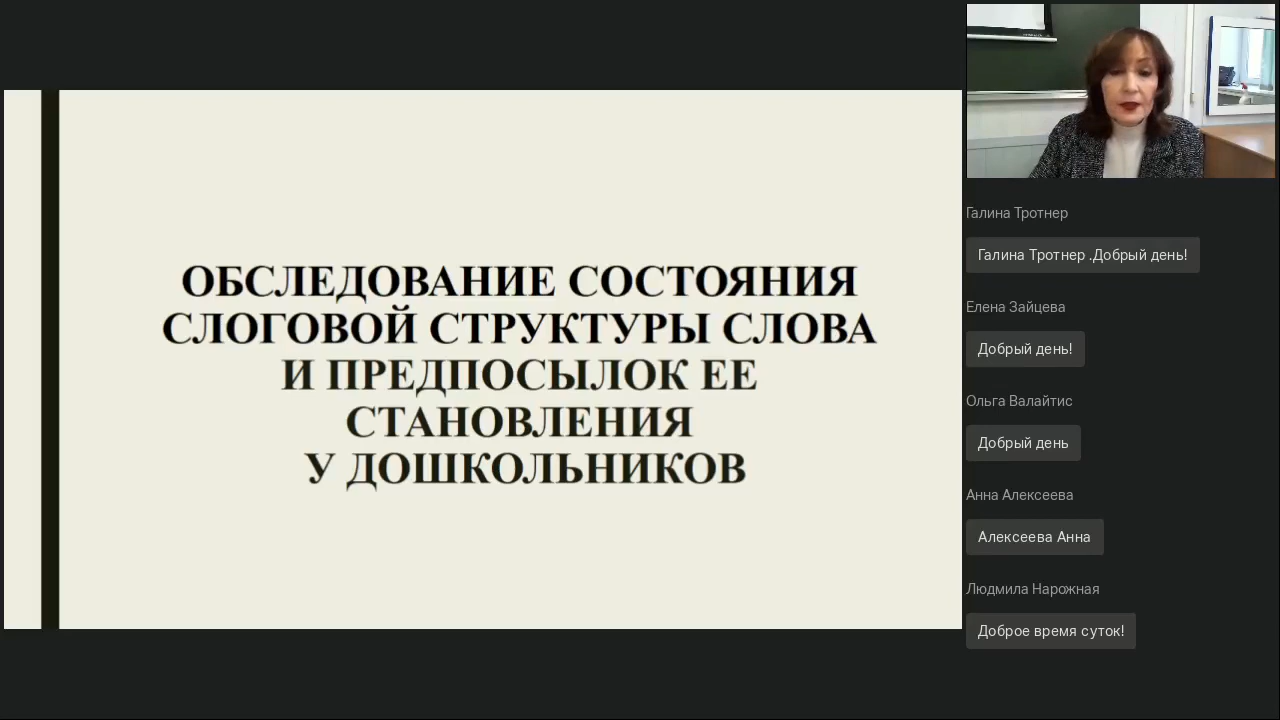 ОБСЛЕДОВАНИЕ СОСТОЯНИЯ
СЛОГОВОЙ СТРУКТУРЫ СЛОВА
И ПРЕДПОСЫЛОК ЕЕ
СТАНОВЛЕНИЯ
У ДОШКОЛЬНИКОВ
Галина Тротнер
Галина Тротнер .Добрый день!
Елена Зайцева
Добрый день!
Ольга Валайтис
Добрый день
Анна Алексеева
Алексеева Анна
Людмила Нарожная
Доброе время суток!